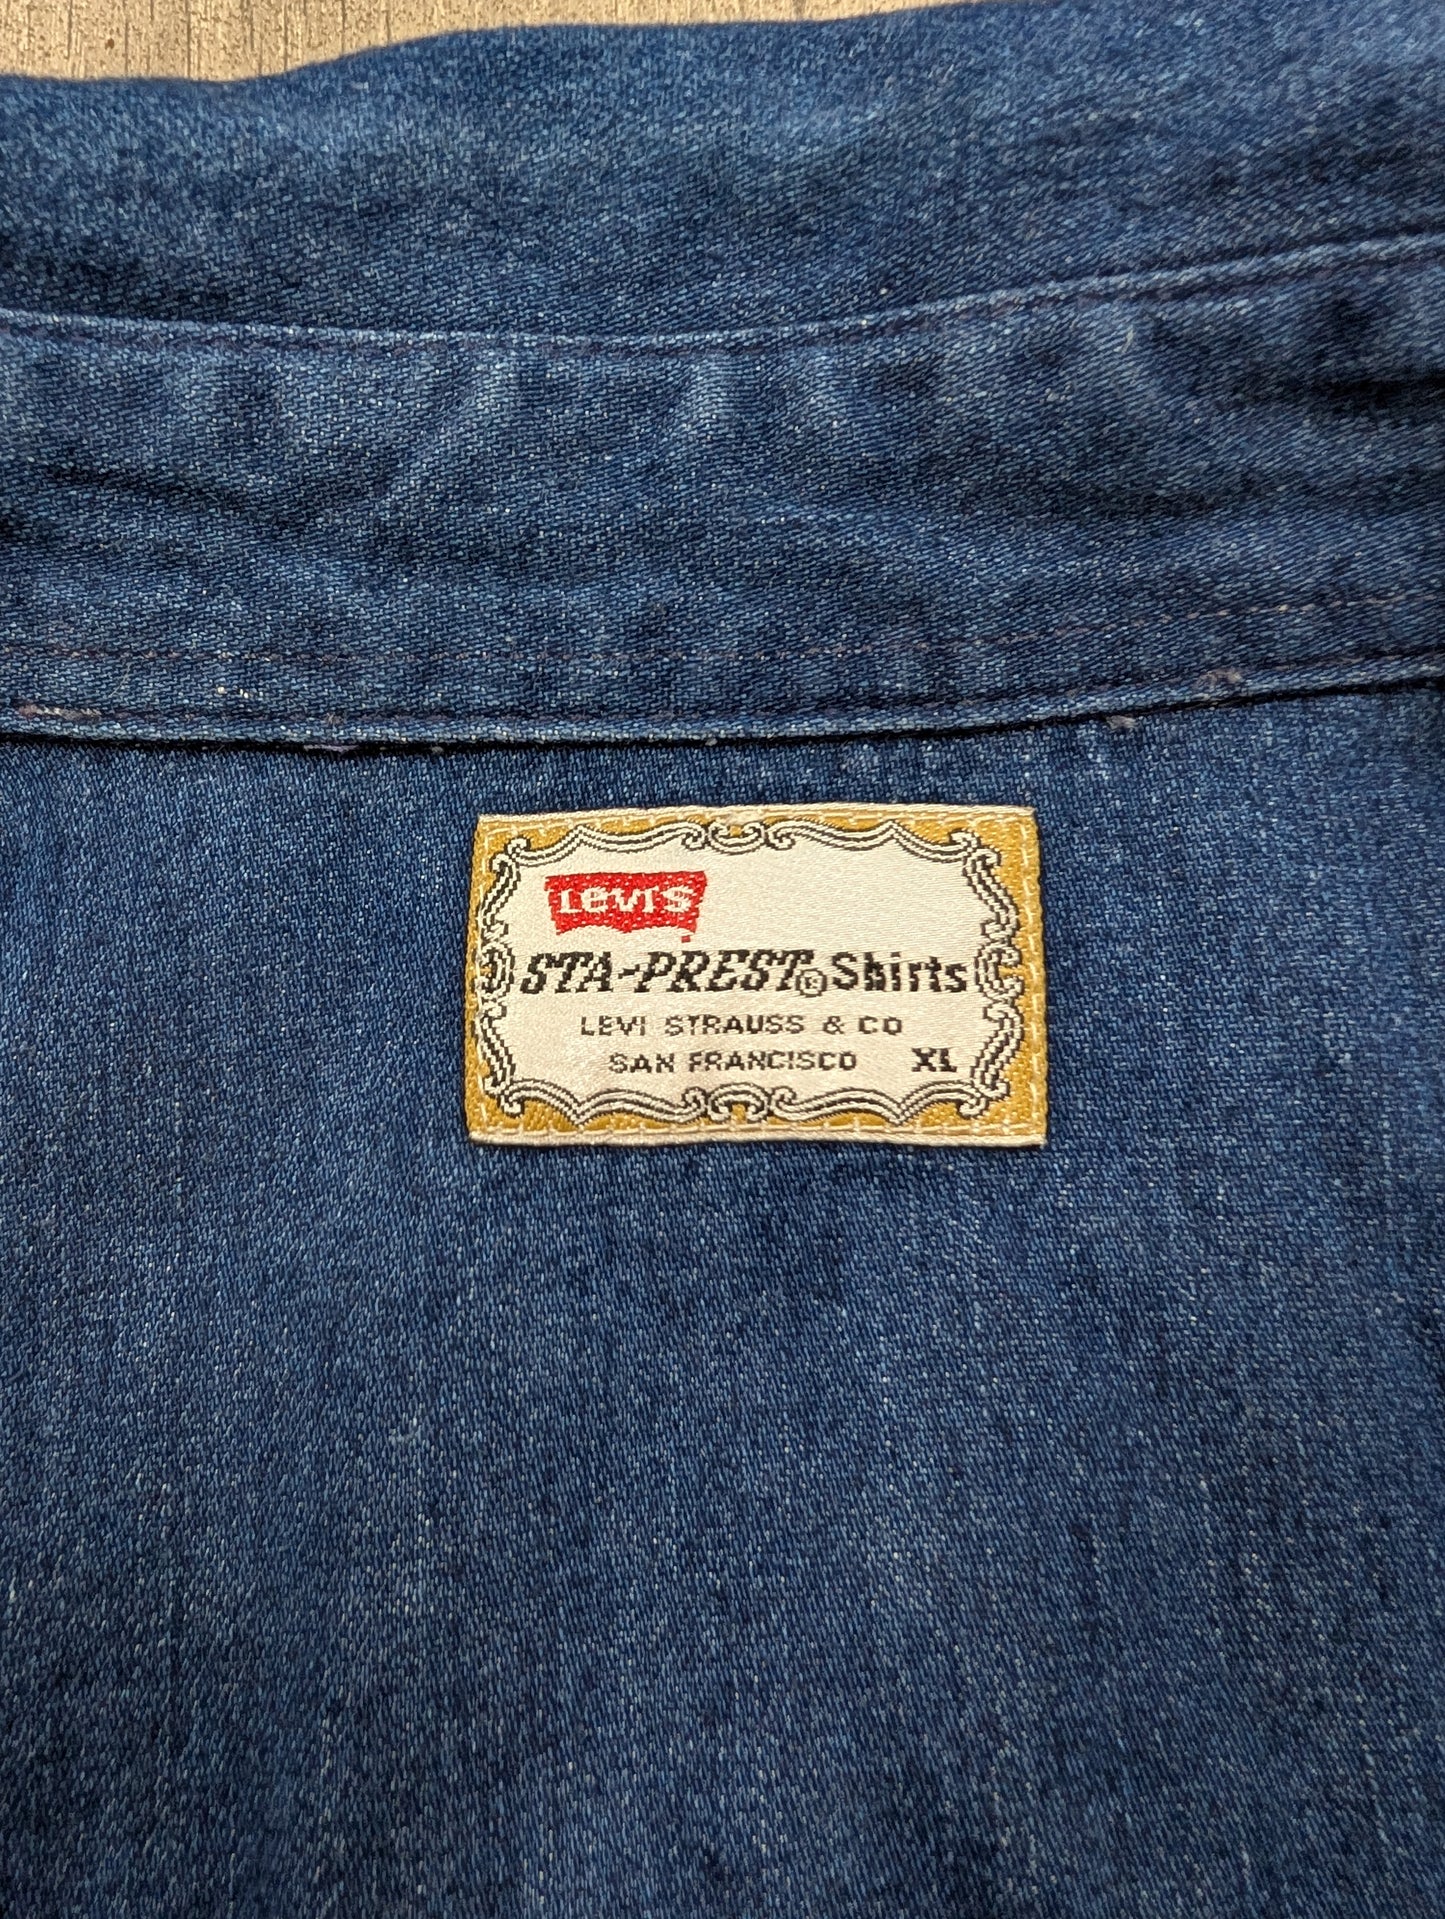 Levi's
STA-PREST® Shirts
LEVI STRAUSS & CO
SAN FRANCISCO XL